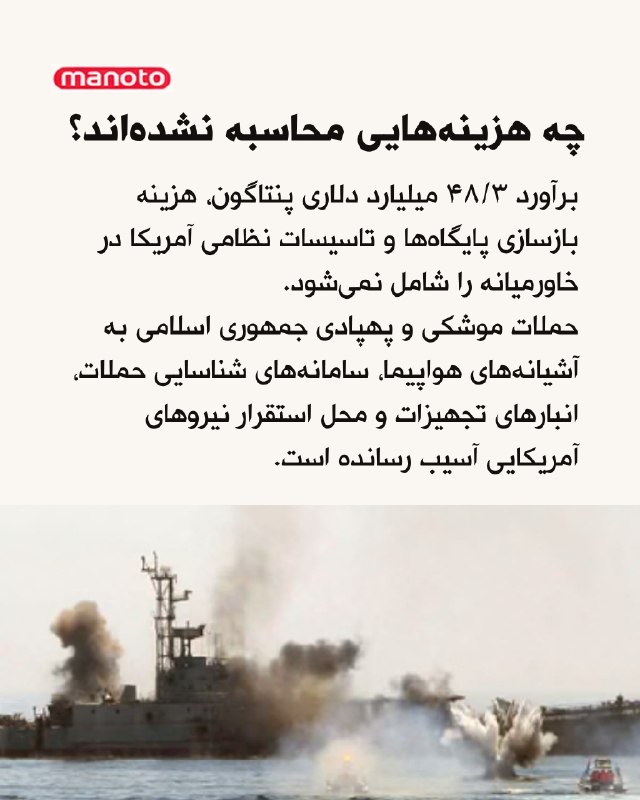 manoto
چه هزینه‌هایی محاسبه نشده‌اند؟
برآورد ۴۸/۳ میلیارد دلاری پنتاگون، هزینه
بازسازی پایگاه‌ها و تاسیسات نظامی آمریکا در
خاورمیانه را شامل نمی‌شود.
حملات موشکی و پهپادی جمهوری اسلامی به
آشیانه‌های هواپیما، سامانه‌های شناسایی حملات،
انبارهای تجهیزات و محل استقرار نیروهای
آمریکایی آسیب رسانده است.